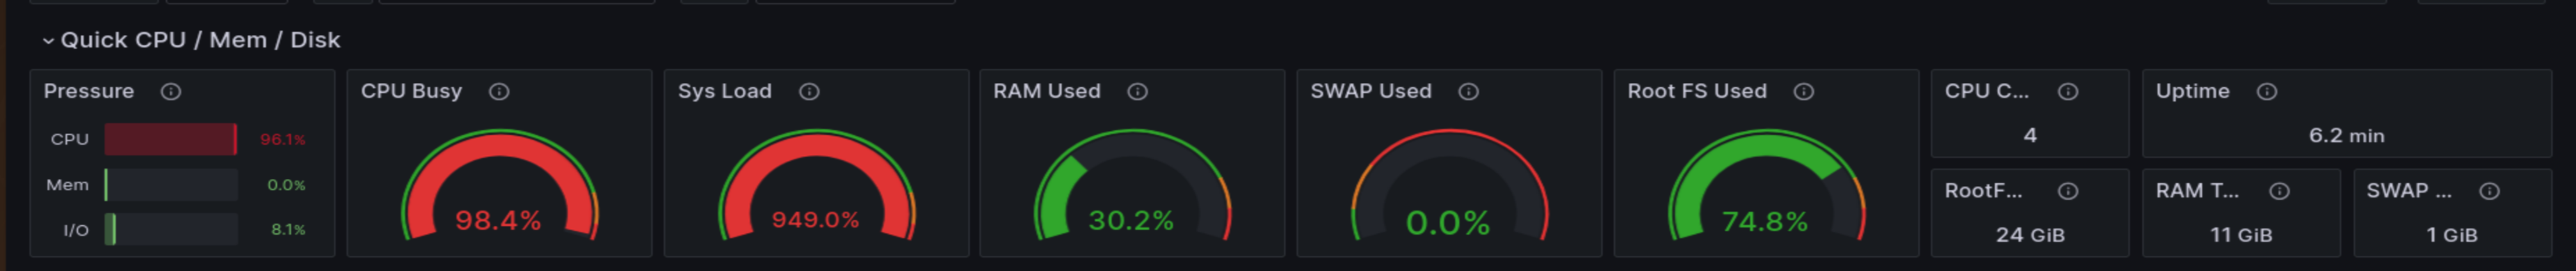 Quick CPU / Mem / Disk
Pressure
CPU 96.1%
Mem 0.0%
I/O 8.1%
CPU Busy
98.4%
Sys Load
949.0%
RAM Used
30.2%
SWAP Used
0.0%
Root FS Used
74.8%
CPU C...
4
Uptime
6.2 min
RootF...
24 GiB
RAM T...
11 GiB
SWAP ...
1 GiB